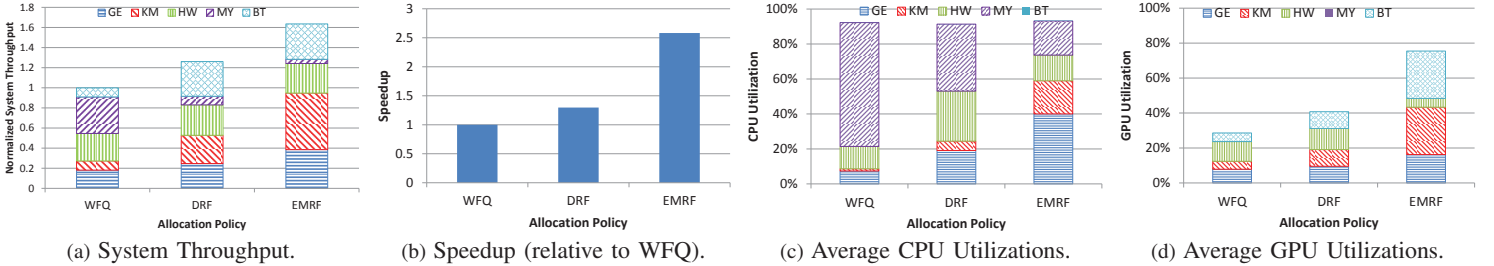 GE KM HW MY BT
Normalized System Throughput
1.8
1.6
1.4
1.2
1
0.8
0.6
0.4
0.2
0
WFQ DRF EMRF
Allocation Policy
(a) System Throughput.
Speedup
3
2.5
2
1.5
1
0.5
0
WFQ DRF EMRF
Allocation Policy
(b) Speedup (relative to WFQ).
GE KM HW MY BT
CPU Utilization
100%
80%
60%
40%
20%
0%
WFQ DRF EMRF
Allocation Policy
(c) Average CPU Utilizations.
GE KM HW MY BT
GPU Utilization
100%
80%
60%
40%
20%
0%
WFQ DRF EMRF
Allocation Policy
(d) Average GPU Utilizations.